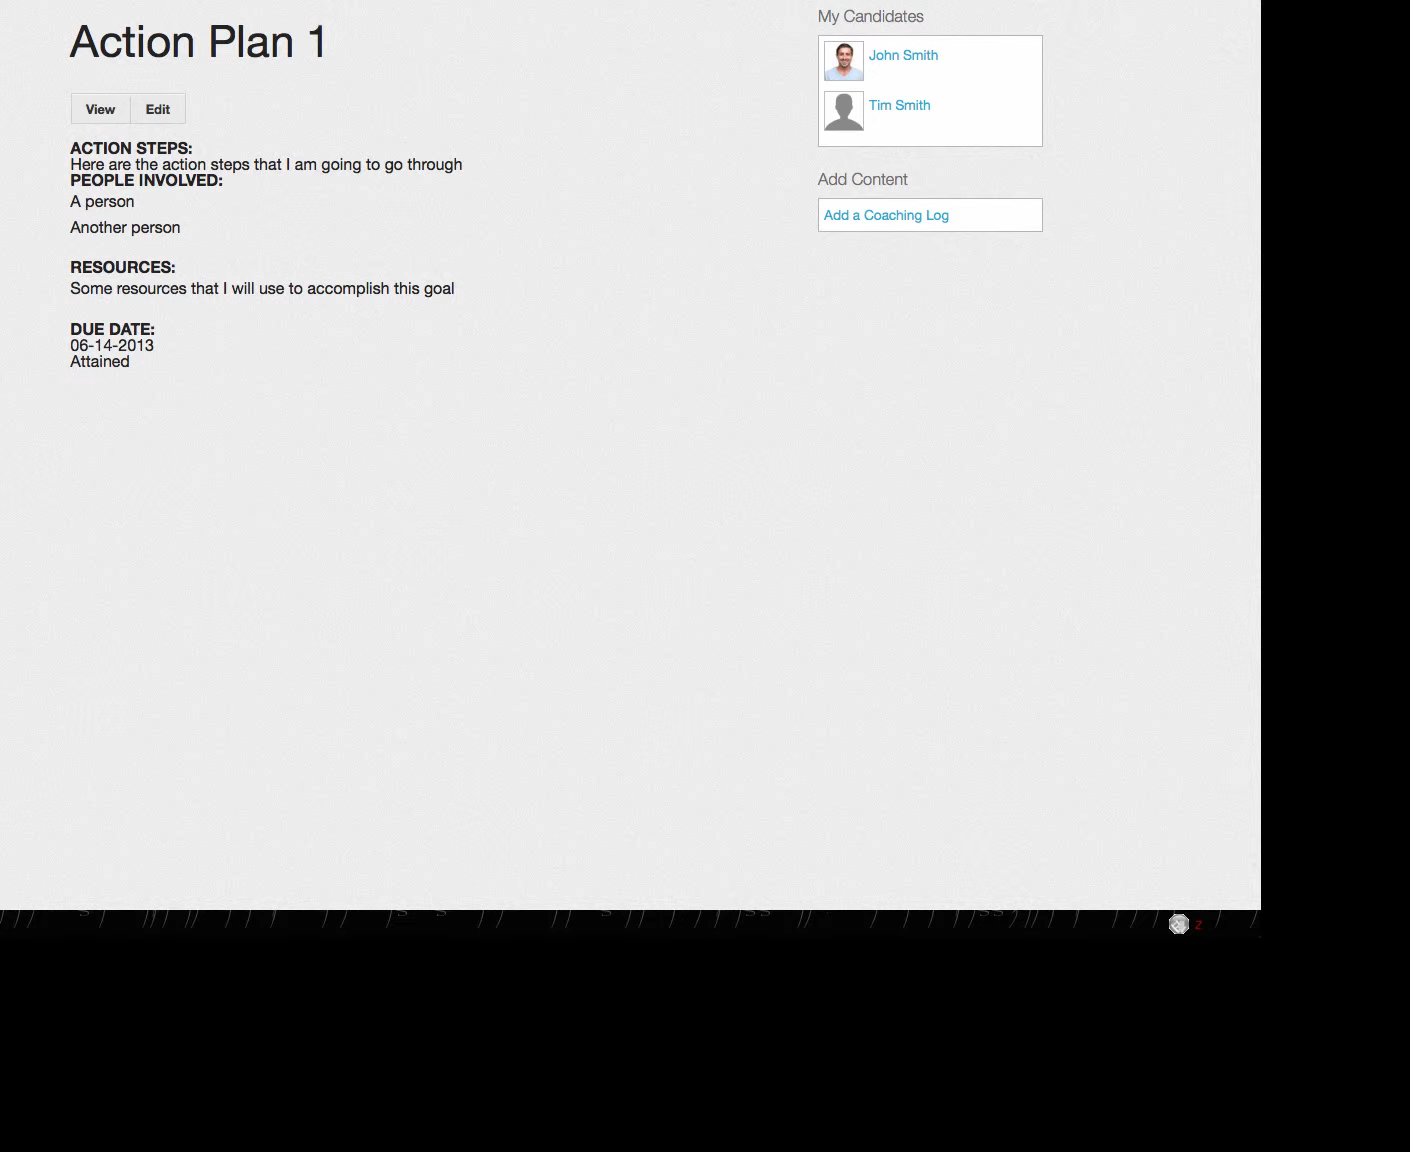 Action Plan 1
View
Edit
ACTION STEPS:
Here are the action steps that I am going to go through
PEOPLE INVOLVED:
A person
Another person
RESOURCES:
Some resources that I will use to accomplish this goal
DUE DATE:
06-14-2013
Attained
My Candidates
John Smith
Tim Smith
Add Content
Add a Coaching Log